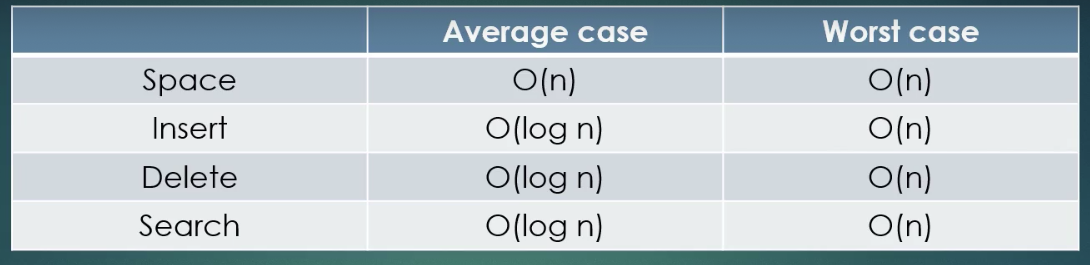 Average case Worst case
Space O(n) O(n)
Insert O(log n) O(n)
Delete O(log n) O(n)
Search O(log n) O(n)